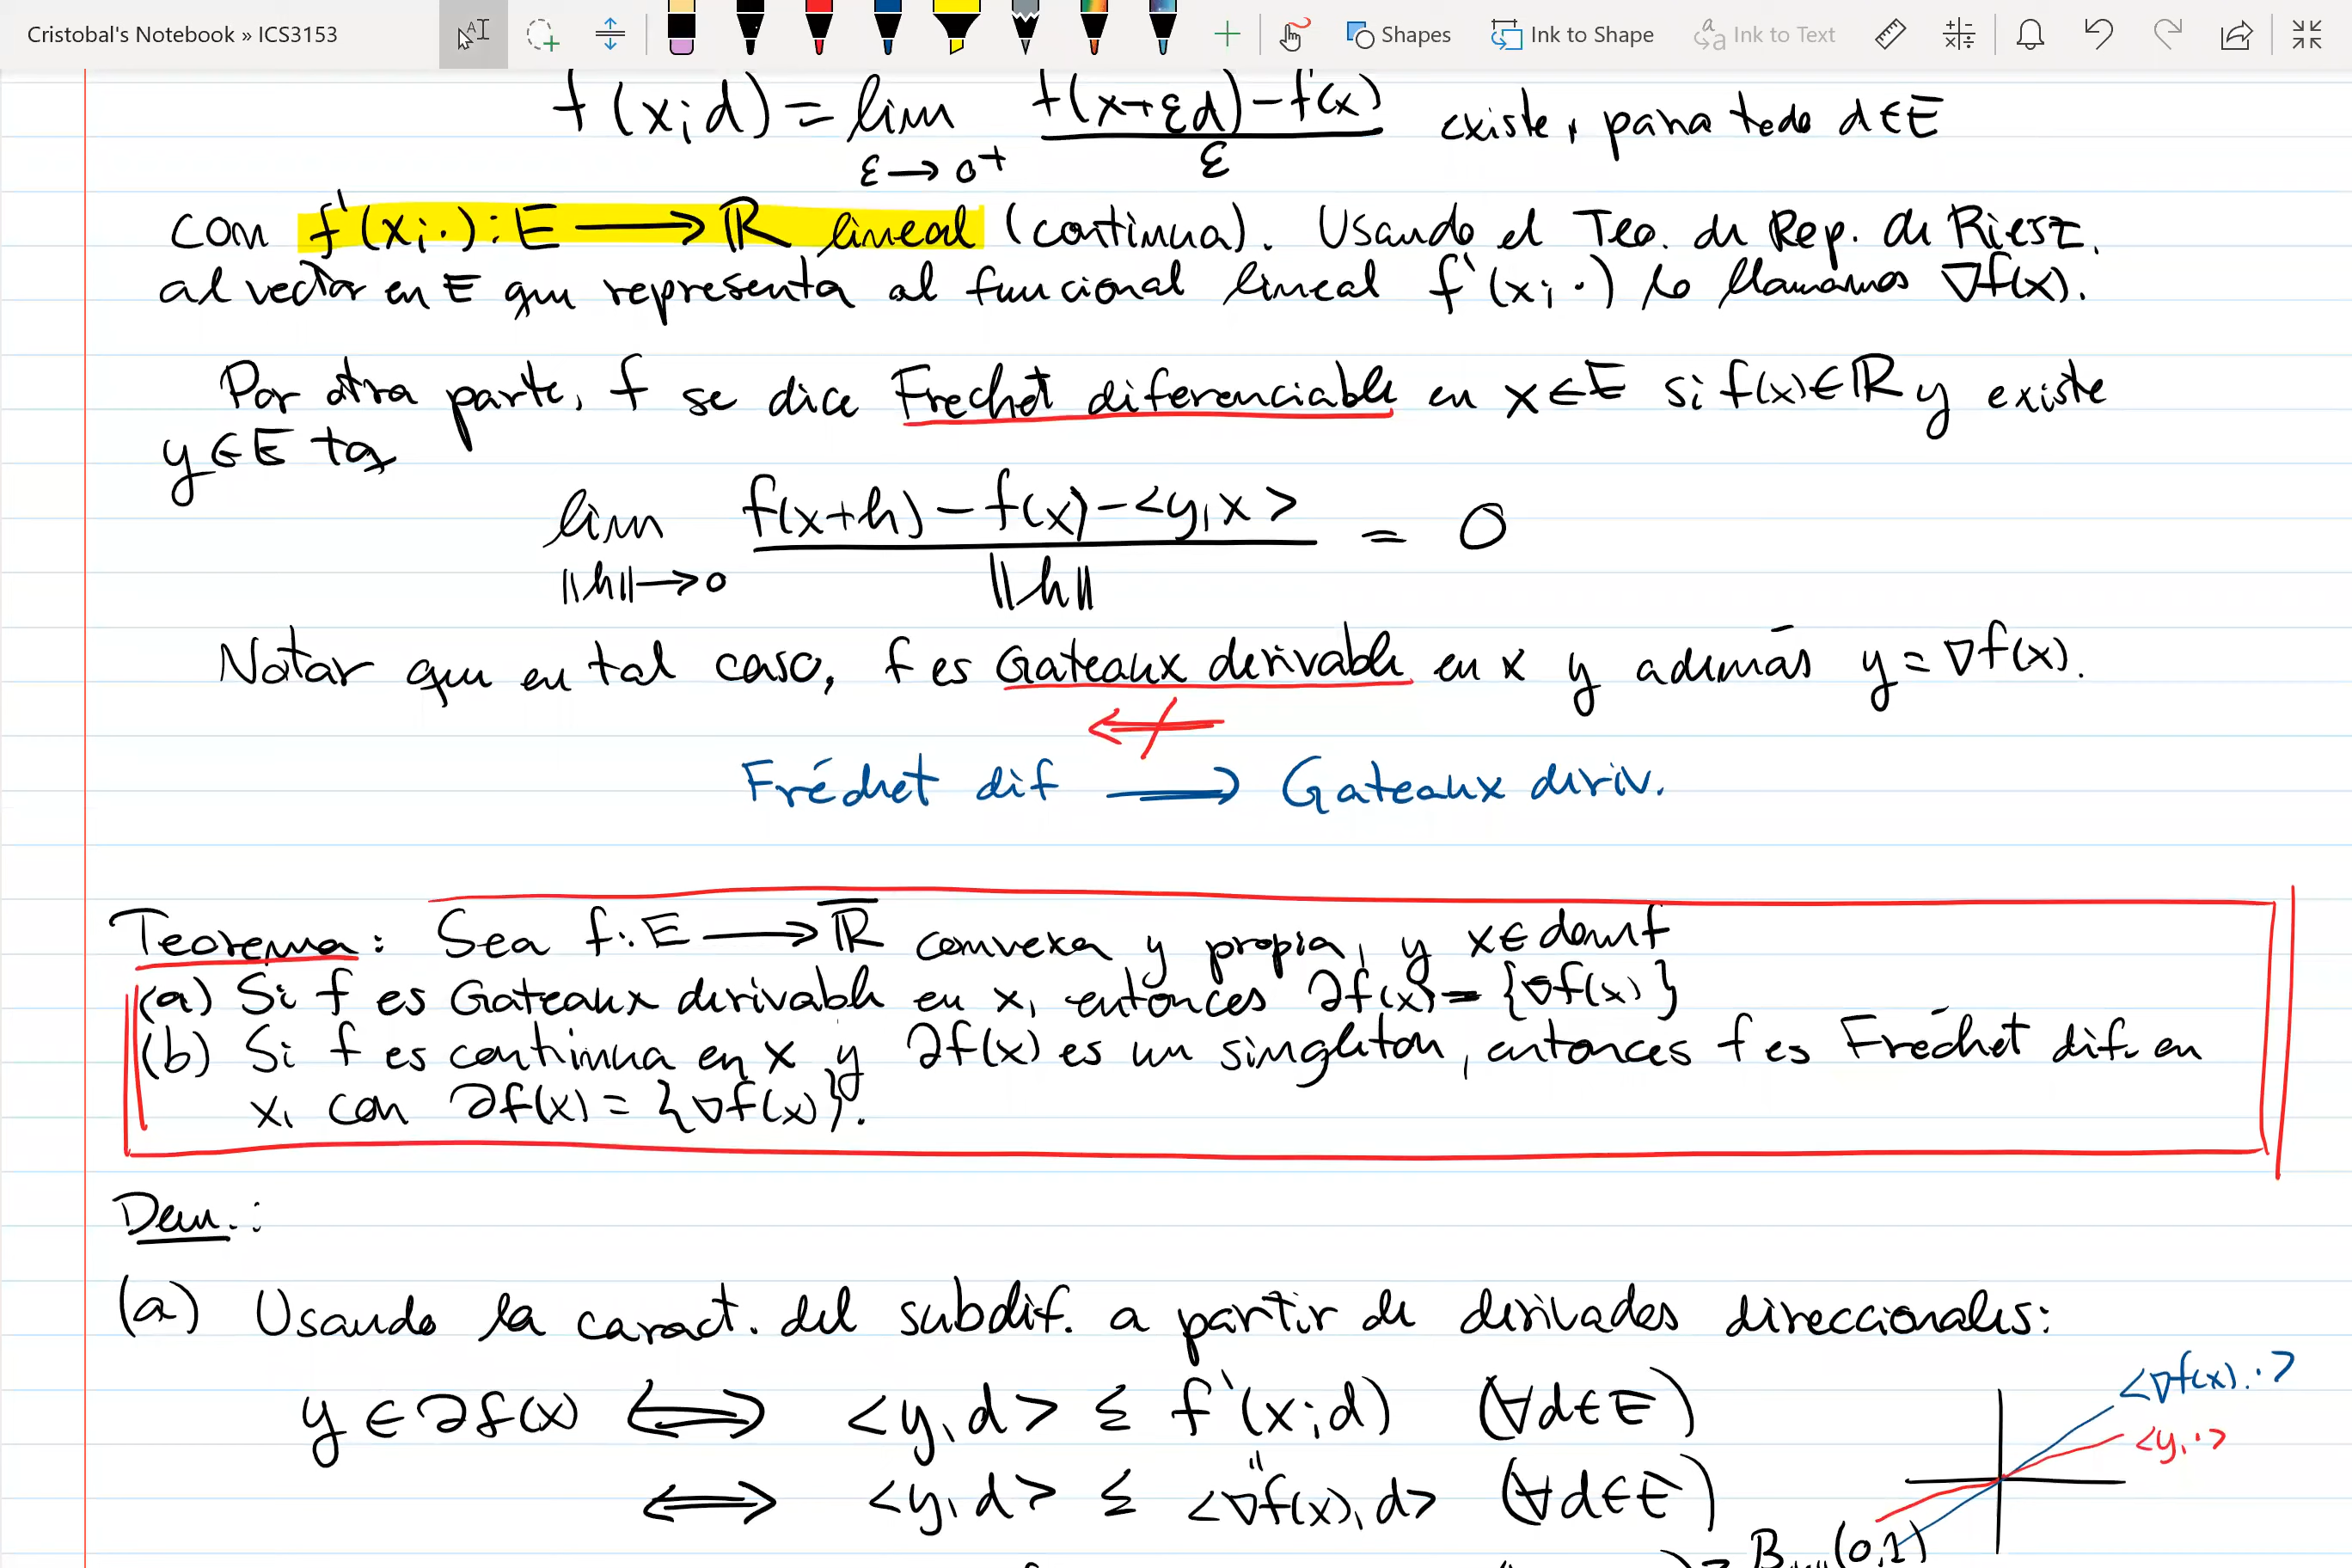 Cristobal's Notebook » ICS3153
Shapes
Ink to Shape
Ink to Text
f'(x;d) = lim ε→0+ f(x+εd)-f(x) / ε existe, para todo d∈E
con f'(x;·): E ⟶ ℝ lineal (continua). Usando el Teo. de Rep. de Riesz.
al vector en E que representa al funcional lineal f'(x;·) lo llamamos ∇f(x).
Por otra parte, f se dice Frechet diferenciable en x∈E si f(x)∈ℝ y existe
y∈E tq
lim ||h||→0 f(x+h)-f(x)-<y,x> / ||h|| = 0
Notar que en tal caso, f es Gateaux derivable en x y además y=∇f(x).
⇍
Fréchet dif ⟹ Gateaux deriv.
Teorema: Sea f: E ⟶ ℝ̅ convexa y propia, y x∈domf
(a) Si f es Gateaux derivable en x, entonces ∂f(x) = {∇f(x)}
(b) Si f es continua en x y ∂f(x) es un singleton, entonces f es Fréchet dif. en
x, con ∂f(x) = {∇f(x)}.
Dem.:
(a) Usando la caract. del subdif. a partir de derivadas direccionales:
<∇f(x),·>
y ∈ ∂f(x) ⟺ <y,d> ≤ f'(x;d) (∀d∈E)
<y,·>
"
⟺ <y,d> ≤ <∇f(x),d> (∀d∈E)
(0,1)